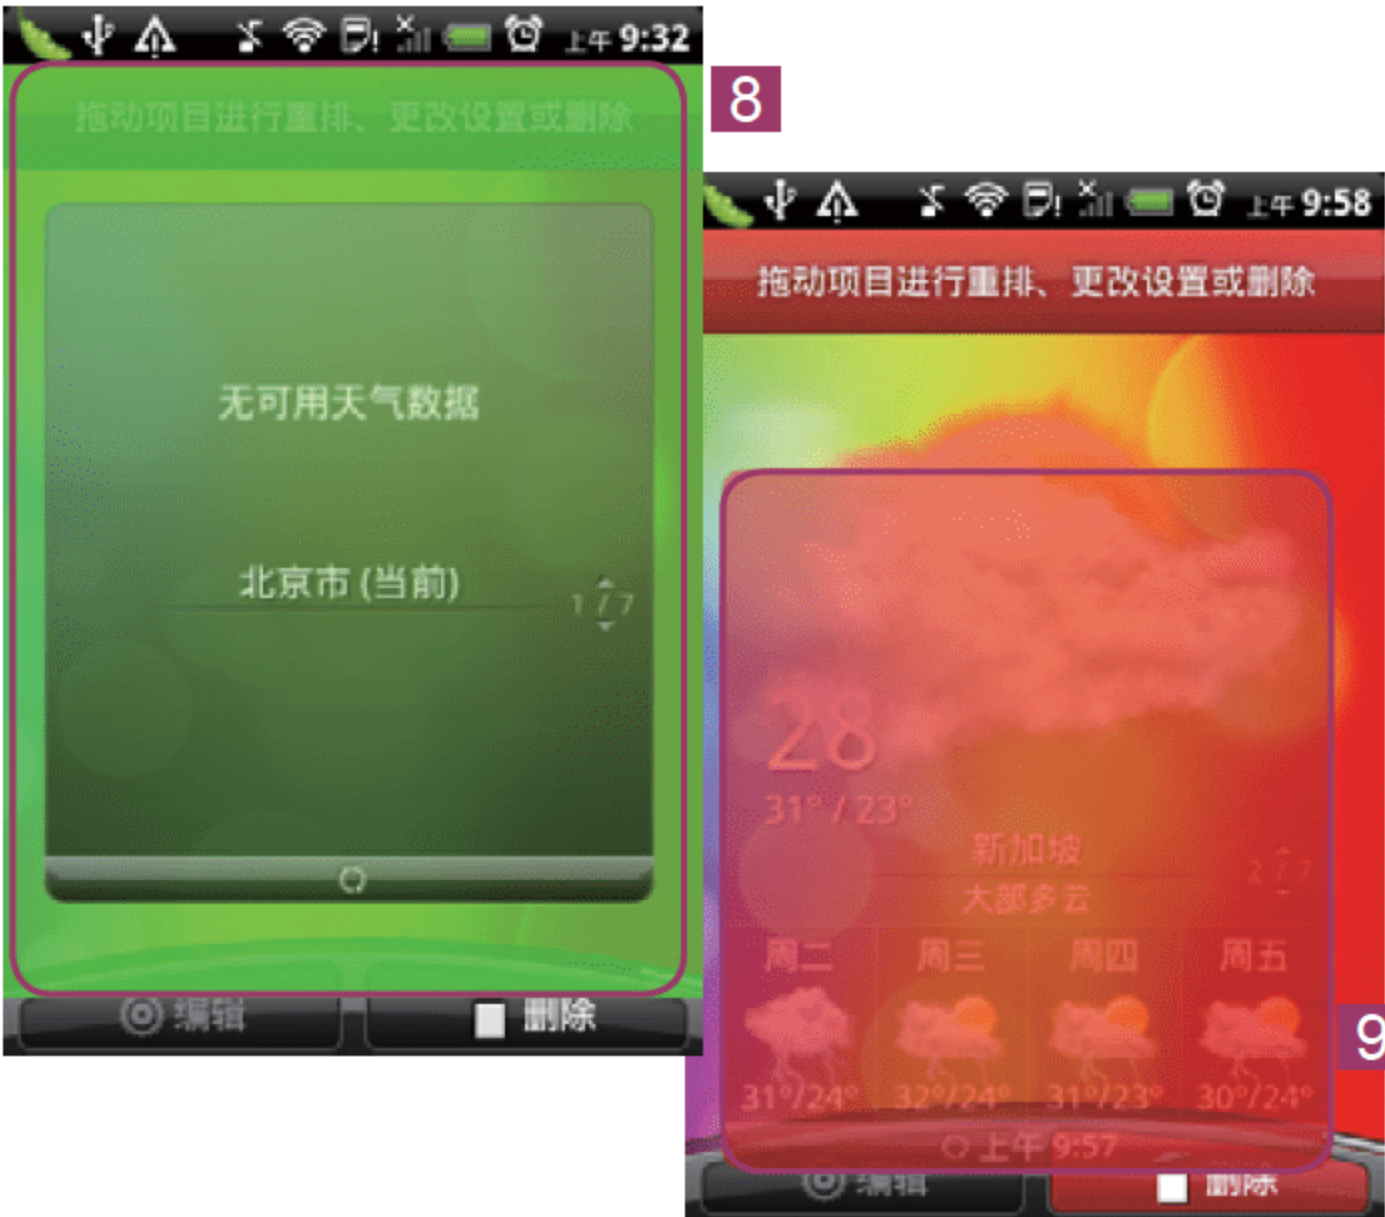 上午 9:32
拖动项目进行重排、更改设置或删除
8
无可用天气数据
北京市 (当前)
1 / 7
编辑
删除
上午 9:58
拖动项目进行重排、更改设置或删除
28
31° / 23°
新加坡
2 / 7
大部多云
周二 周三 周四 周五
31°/24° 32°/24° 31°/23° 30°/24°
9
上午 9:57
编辑
删除